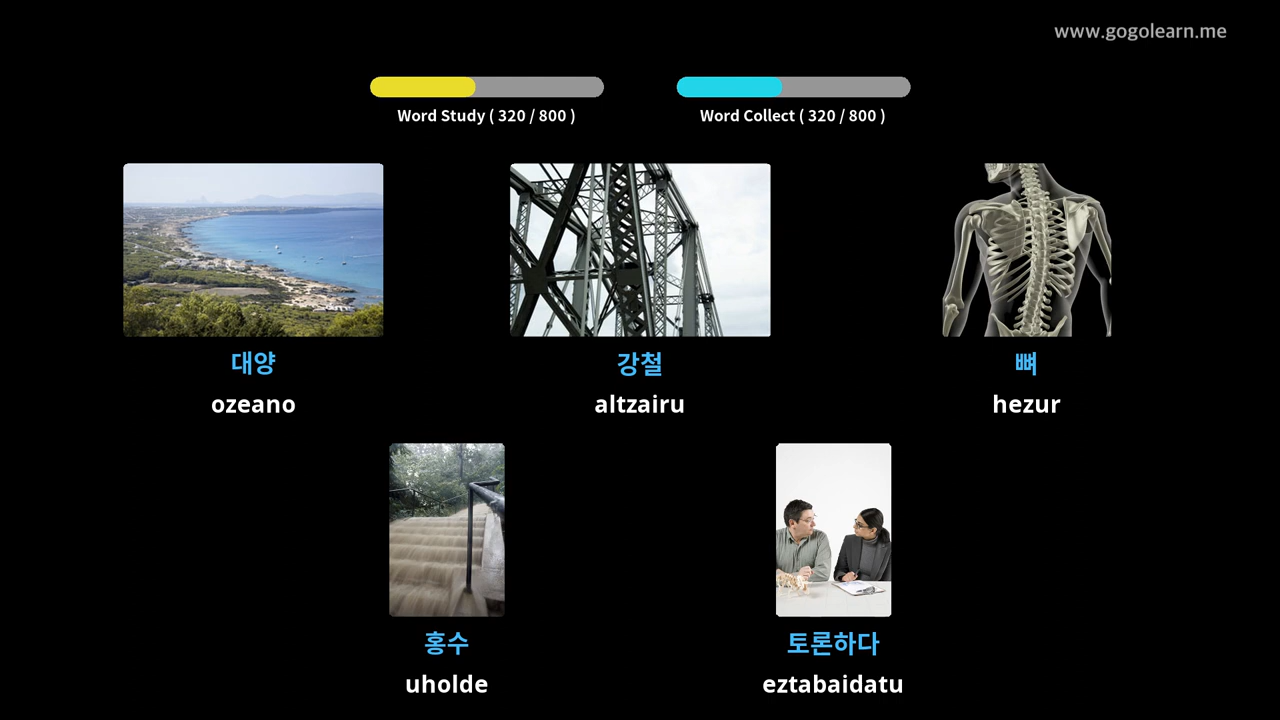 www.gogolearn.me
Word Study ( 320 / 800 )
Word Collect ( 320 / 800 )
대양
강철
뼈
ozeano
altzairu
hezur
홍수
토론하다
uholde
eztabaidatu